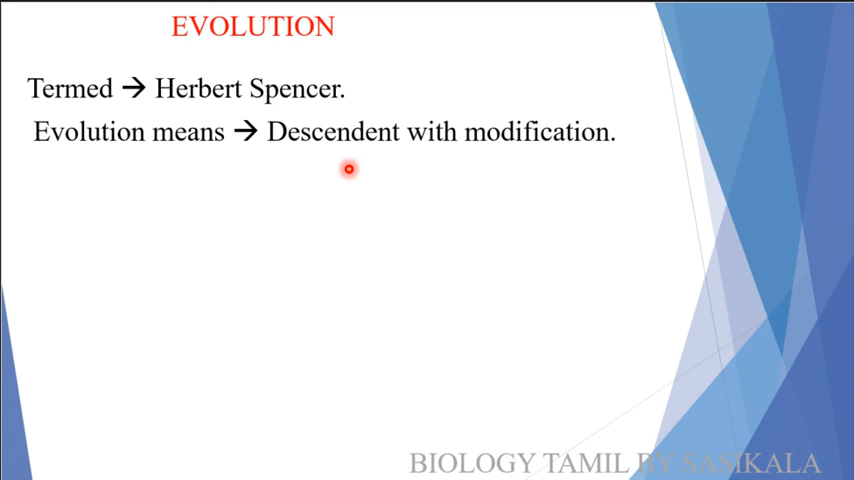 EVOLUTION
Termed → Herbert Spencer.
Evolution means → Descendent with modification.
BIOLOGY TAMIL BY SASIKALA